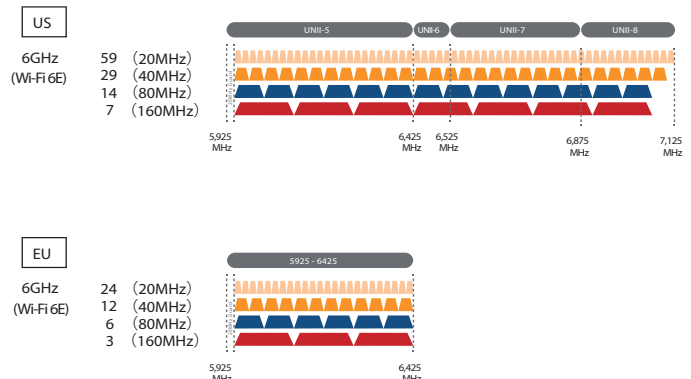 US
UNII-5 UNII-6 UNII-7 UNII-8
6GHz
(Wi-Fi 6E)
59 (20MHz)
29 (40MHz)
14 (80MHz)
7 (160MHz)
5,925 MHz
6,425 MHz
6,525 MHz
6,875 MHz
7,125 MHz
EU
5925 - 6425
6GHz
(Wi-Fi 6E)
24 (20MHz)
12 (40MHz)
6 (80MHz)
3 (160MHz)
5,925 MHz
6,425 MHz